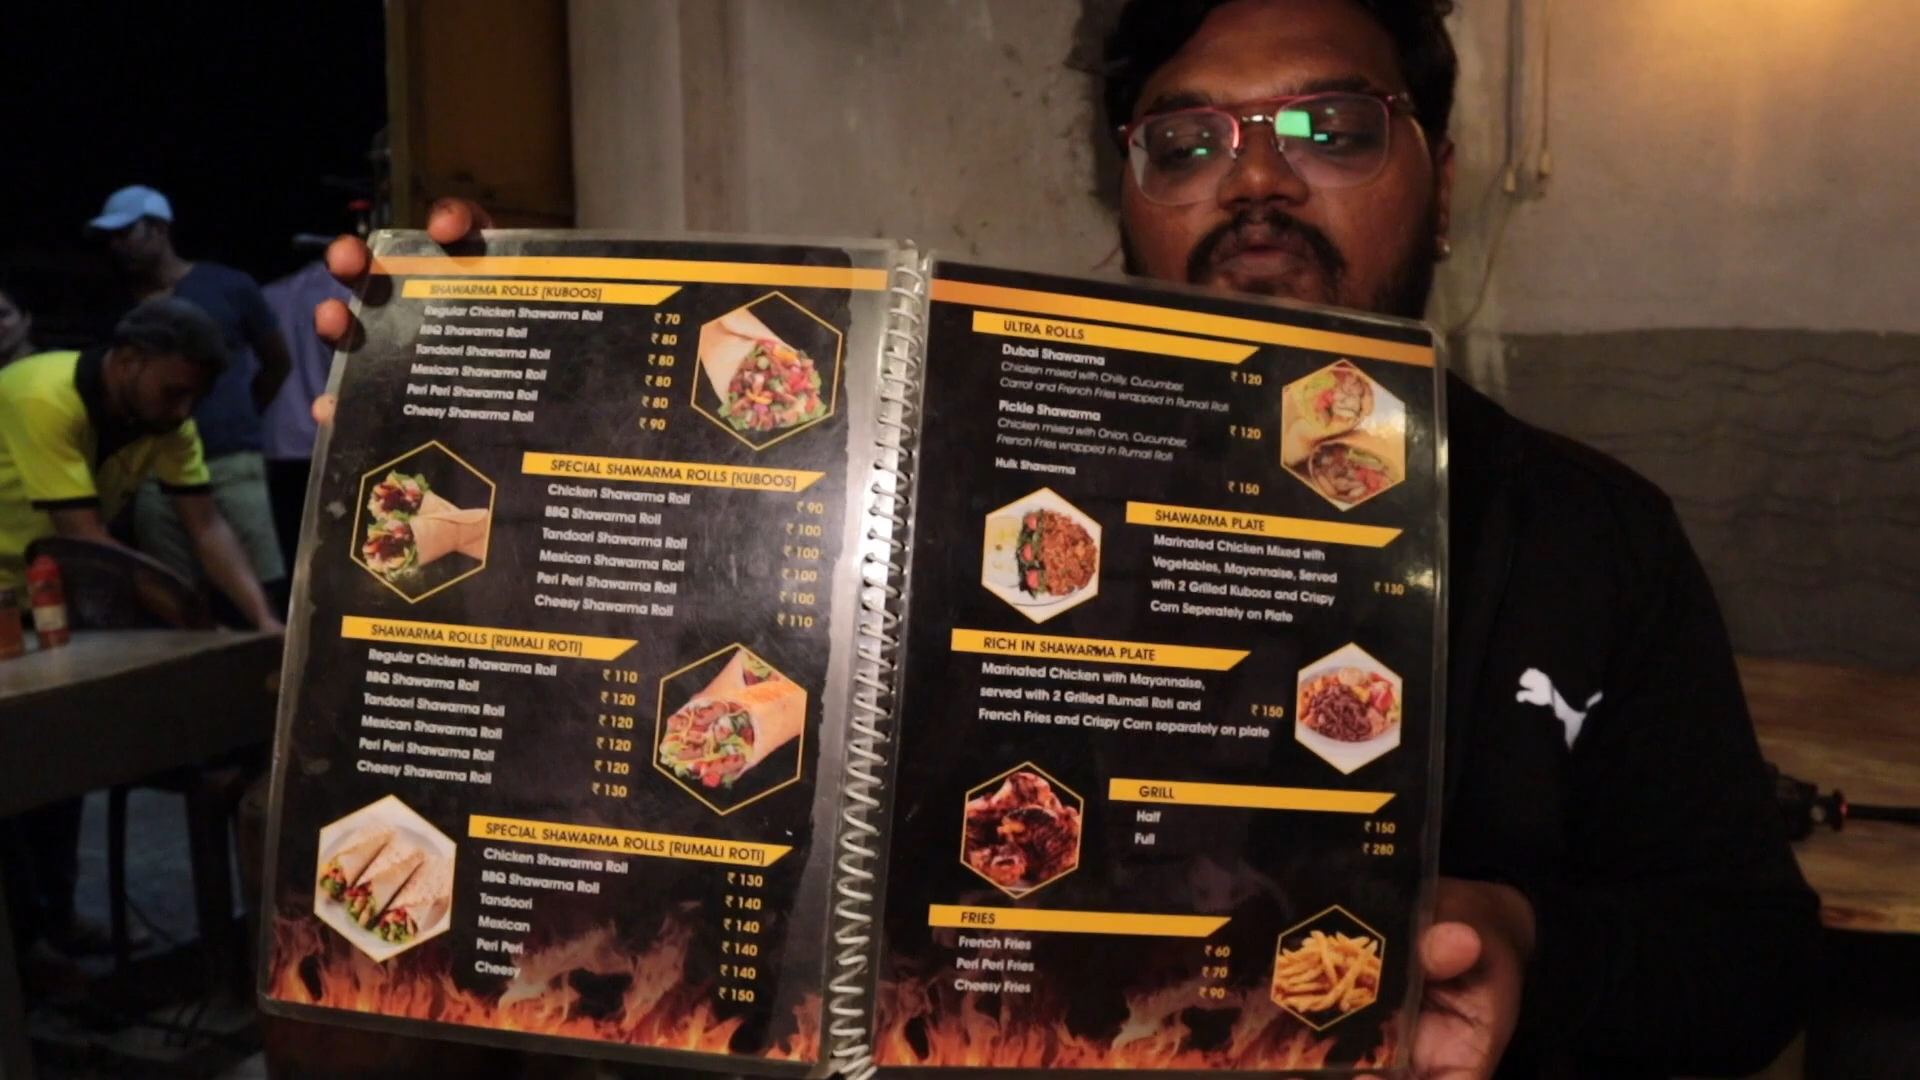 SHAWARMA ROLLS [KUBOOS]
Regular Chicken Shawarma Roll ₹ 70
BBQ Shawarma Roll ₹ 80
Tandoori Shawarma Roll ₹ 80
Mexican Shawarma Roll ₹ 80
Peri Peri Shawarma Roll ₹ 80
Cheesy Shawarma Roll ₹ 90
SPECIAL SHAWARMA ROLLS [KUBOOS]
Chicken Shawarma Roll ₹ 90
BBQ Shawarma Roll ₹ 100
Tandoori Shawarma Roll ₹ 100
Mexican Shawarma Roll ₹ 100
Peri Peri Shawarma Roll ₹ 100
Cheesy Shawarma Roll ₹ 110
SHAWARMA ROLLS [RUMALI ROTI]
Regular Chicken Shawarma Roll ₹ 110
BBQ Shawarma Roll ₹ 120
Tandoori Shawarma Roll ₹ 120
Mexican Shawarma Roll ₹ 120
Peri Peri Shawarma Roll ₹ 120
Cheesy Shawarma Roll ₹ 130
SPECIAL SHAWARMA ROLLS [RUMALI ROTI]
Chicken Shawarma Roll ₹ 130
BBQ Shawarma Roll ₹ 140
Tandoori ₹ 140
Mexican ₹ 140
Peri Peri ₹ 140
Cheesy ₹ 150
ULTRA ROLLS
Dubai Shawarma ₹ 120
Chicken mixed with Chilly, Cucumber,
Carrot and French Fries wrapped in Rumali Roti
Pickle Shawarma ₹ 120
Chicken mixed with Onion, Cucumber,
French Fries wrapped in Rumali Roti
Hulk Shawarma ₹ 150
SHAWARMA PLATE
Marinated Chicken Mixed with
Vegetables, Mayonnaise, Served
with 2 Grilled Kuboos and Crispy ₹ 130
Corn Seperately on Plate
RICH IN SHAWARMA PLATE
Marinated Chicken with Mayonnaise,
served with 2 Grilled Rumali Roti and ₹ 150
French Fries and Crispy Corn separately on plate
GRILL
Half ₹ 150
Full ₹ 280
FRIES
French Fries ₹ 60
Peri Peri Fries ₹ 70
Cheesy Fries ₹ 90